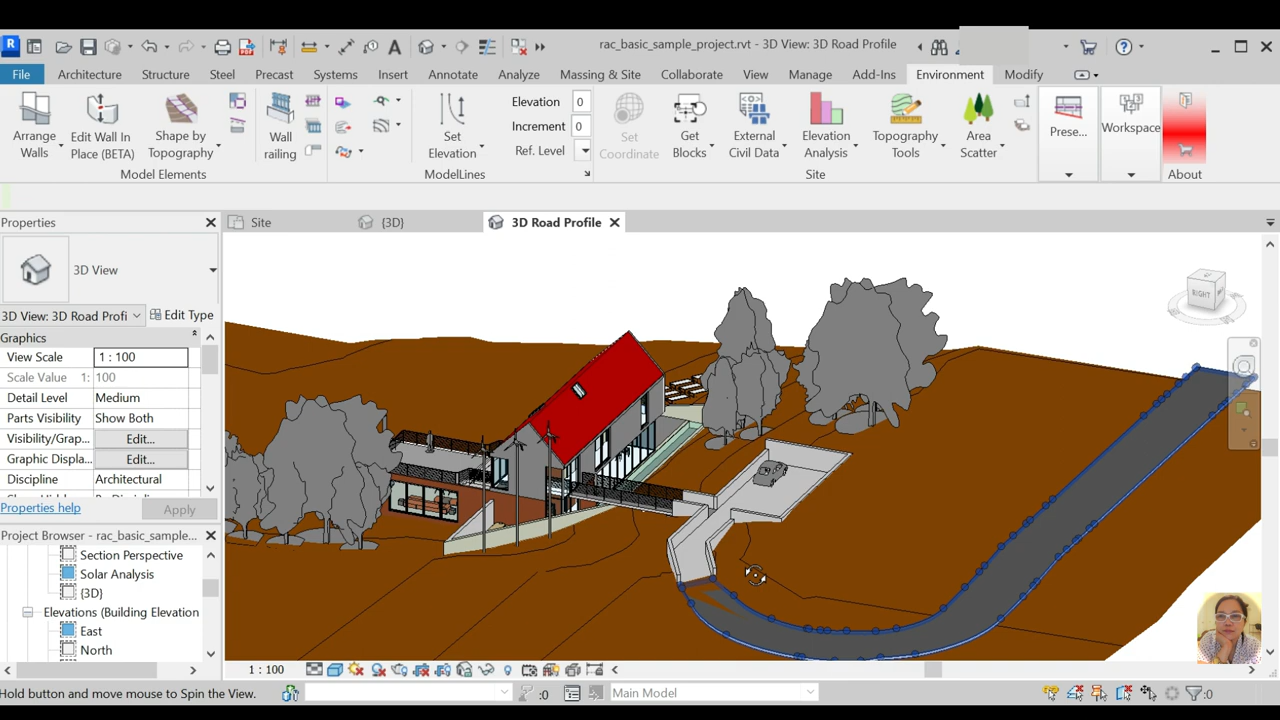 rac_basic_sample_project.rvt - 3D View: 3D Road Profile
File Architecture Structure Steel Precast Systems Insert Annotate Analyze Massing & Site Collaborate View Manage Add-Ins Environment Modify
Arrange Walls
Edit Wall In Place (BETA)
Shape by Topography
Wall railing
Set Elevation
Elevation 0
Increment 0
Ref. Level
Set Coordinate
Get Blocks
External Civil Data
Elevation Analysis
Topography Tools
Area Scatter
Prese...
Workspace
Model Elements ModelLines Site About
Properties
Site {3D} 3D Road Profile
3D View
3D View: 3D Road Profi Edit Type
Graphics
View Scale 1 : 100
Scale Value 1: 100
Detail Level Medium
Parts Visibility Show Both
Visibility/Grap... Edit...
Graphic Displa... Edit...
Discipline Architectural
Properties help Apply
Project Browser - rac_basic_sample...
Section Perspective
Solar Analysis
{3D}
Elevations (Building Elevation
East
North
RIGHT
1 : 100
Hold button and move mouse to Spin the View.
:0 Main Model :0